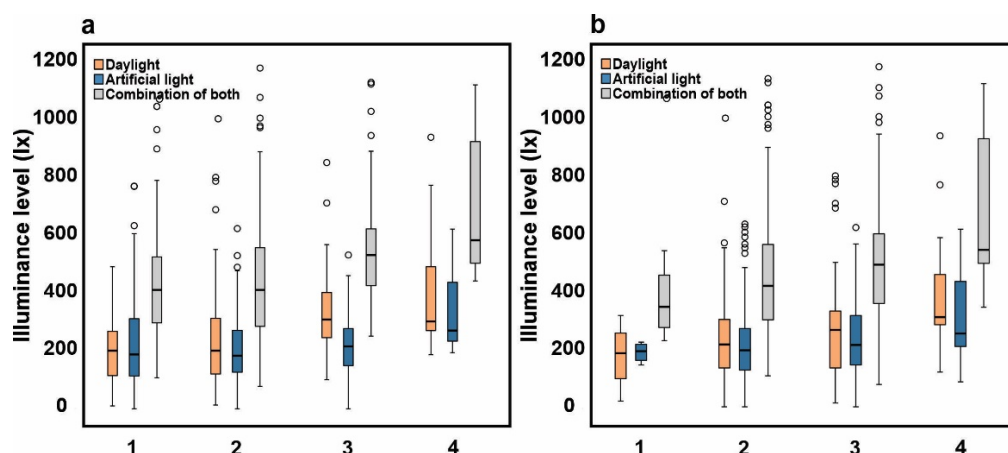 a
Illuminance level (lx)
1200
1000
800
600
400
200
0
Daylight
Artificial light
Combination of both
1 2 3 4
b
Illuminance level (lx)
1200
1000
800
600
400
200
0
Daylight
Artificial light
Combination of both
1 2 3 4